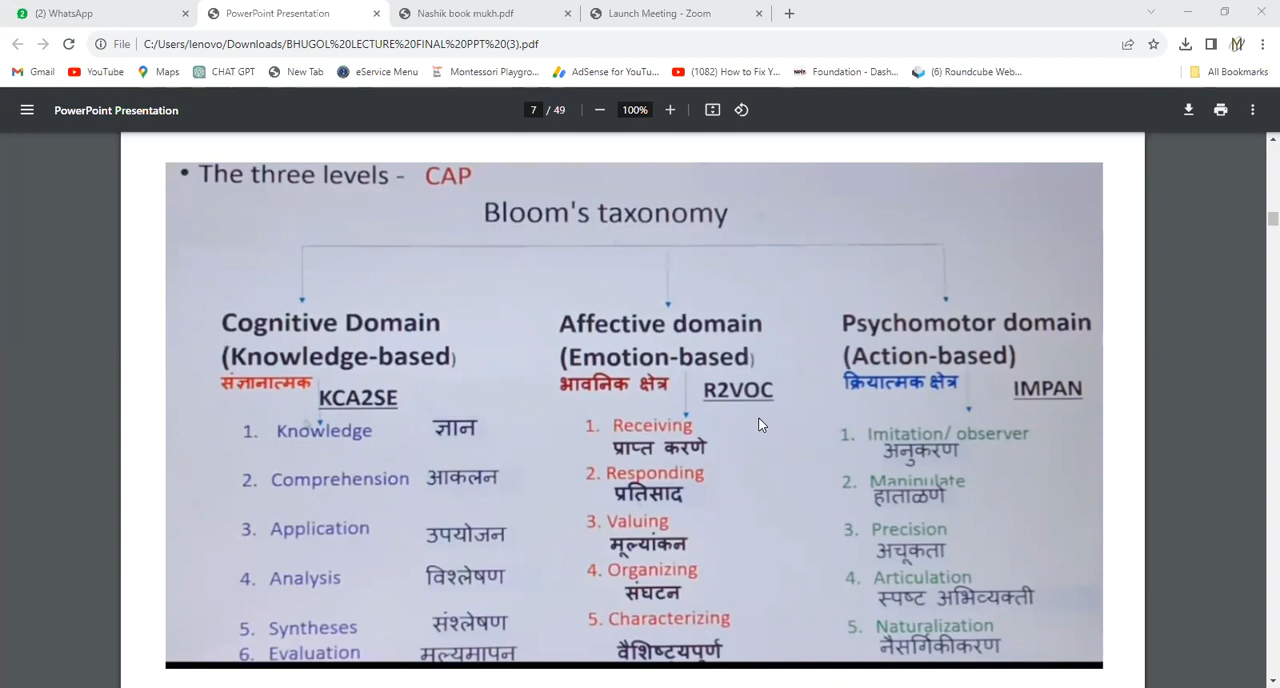 (2) WhatsApp
PowerPoint Presentation
Nashik book mukh.pdf
Launch Meeting - Zoom
File
C:/Users/lenovo/Downloads/BHUGOL%20LECTURE%20FINAL%20PPT%20(3).pdf
Gmail
YouTube
Maps
CHAT GPT
New Tab
eService Menu
Montessori Playgro...
AdSense for YouTu...
(1082) How to Fix Y...
Foundation - Dash...
(6) Roundcube Web...
All Bookmarks
PowerPoint Presentation
7 / 49
100%
• The three levels - CAP
Bloom's taxonomy
Cognitive Domain
(Knowledge-based)
संज्ञानात्मक
KCA2SE
1. Knowledge ज्ञान
2. Comprehension आकलन
3. Application उपयोजन
4. Analysis विश्लेषण
5. Syntheses संश्लेषण
6. Evaluation मल्यमापन
Affective domain
(Emotion-based)
भावनिक क्षेत्र
R2VOC
1. Receiving
प्राप्त करणे
2. Responding
प्रतिसाद
3. Valuing
मूल्यांकन
4. Organizing
संघटन
5. Characterizing
वैशिष्टयपूर्ण
Psychomotor domain
(Action-based)
क्रियात्मक क्षेत्र
IMPAN
1. Imitation/ observer
अनुकरण
2. Maninulate
हाताळणे
3. Precision
अचूकता
4. Articulation
स्पष्ट अभिव्यक्ती
5. Naturalization
नैसर्गिकीकरण